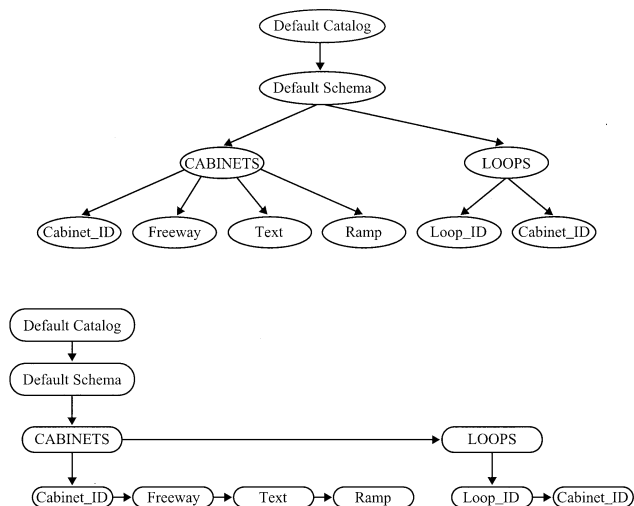 Default Catalog
Default Schema
CABINETS LOOPS
Cabinet_ID Freeway Text Ramp Loop_ID Cabinet_ID
Default Catalog
Default Schema
CABINETS LOOPS
Cabinet_ID Freeway Text Ramp Loop_ID Cabinet_ID